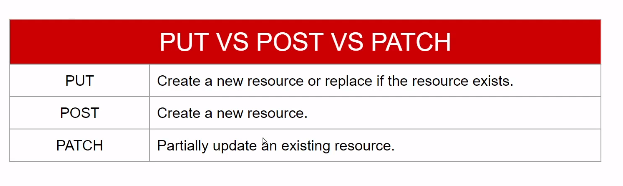 PUT VS POST VS PATCH
PUT Create a new resource or replace if the resource exists.
POST Create a new resource.
PATCH Partially update an existing resource.